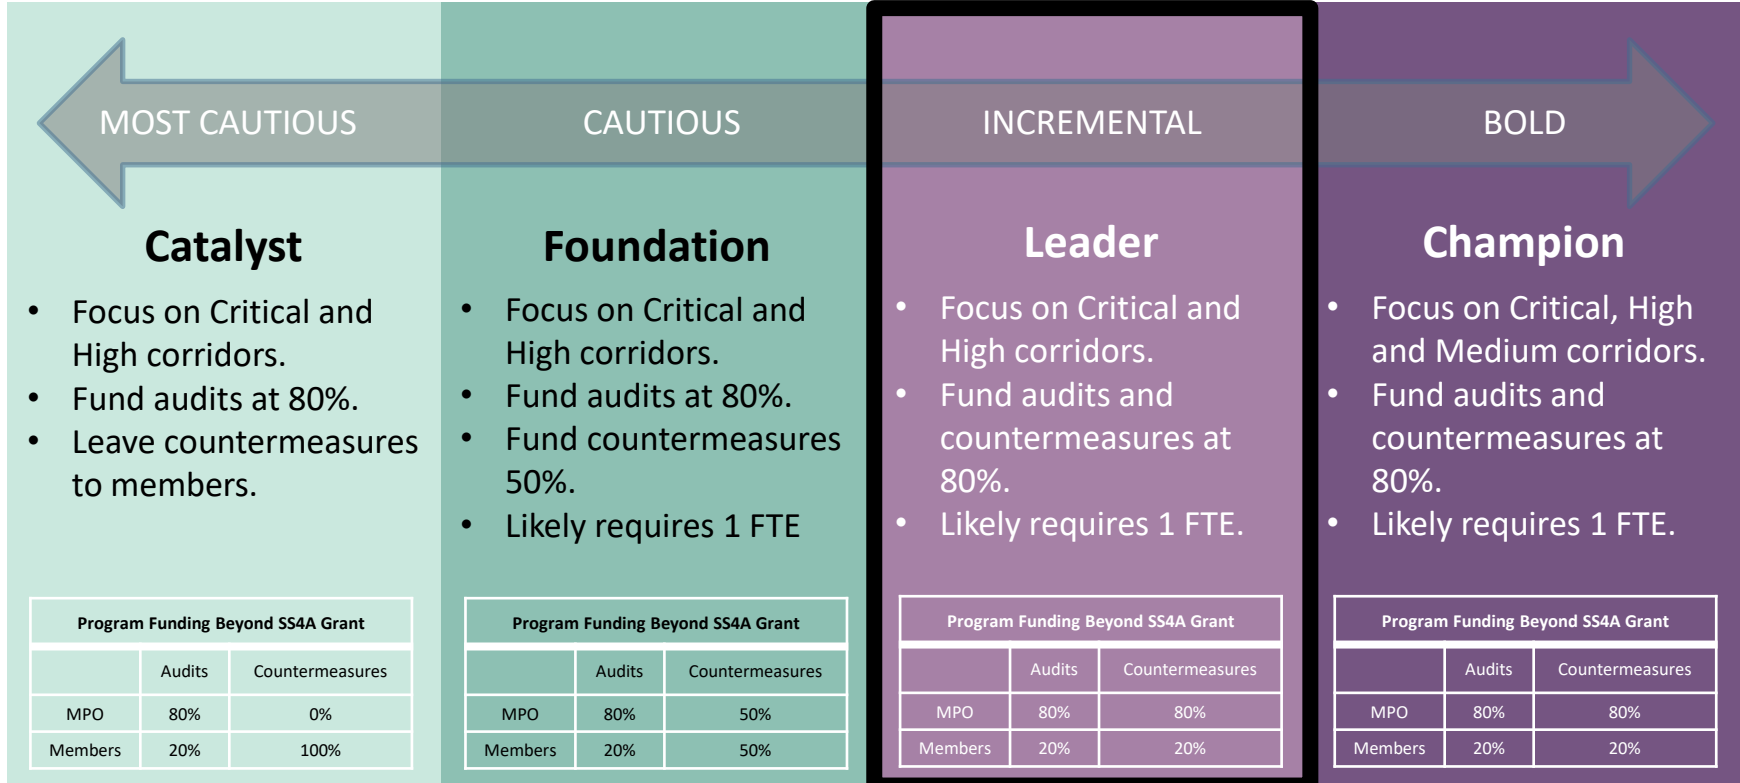 MOST CAUTIOUS
CAUTIOUS
INCREMENTAL
BOLD
Catalyst
• Focus on Critical and
High corridors.
• Fund audits at 80%.
• Leave countermeasures
to members.
Program Funding Beyond SS4A Grant
Audits Countermeasures
MPO 80% 0%
Members 20% 100%
Foundation
• Focus on Critical and
High corridors.
• Fund audits at 80%.
• Fund countermeasures
50%.
• Likely requires 1 FTE
Program Funding Beyond SS4A Grant
Audits Countermeasures
MPO 80% 50%
Members 20% 50%
Leader
• Focus on Critical and
High corridors.
• Fund audits and
countermeasures at
80%.
• Likely requires 1 FTE.
Program Funding Beyond SS4A Grant
Audits Countermeasures
MPO 80% 80%
Members 20% 20%
Champion
• Focus on Critical, High
and Medium corridors.
• Fund audits and
countermeasures at
80%.
• Likely requires 1 FTE.
Program Funding Beyond SS4A Grant
Audits Countermeasures
MPO 80% 80%
Members 20% 20%